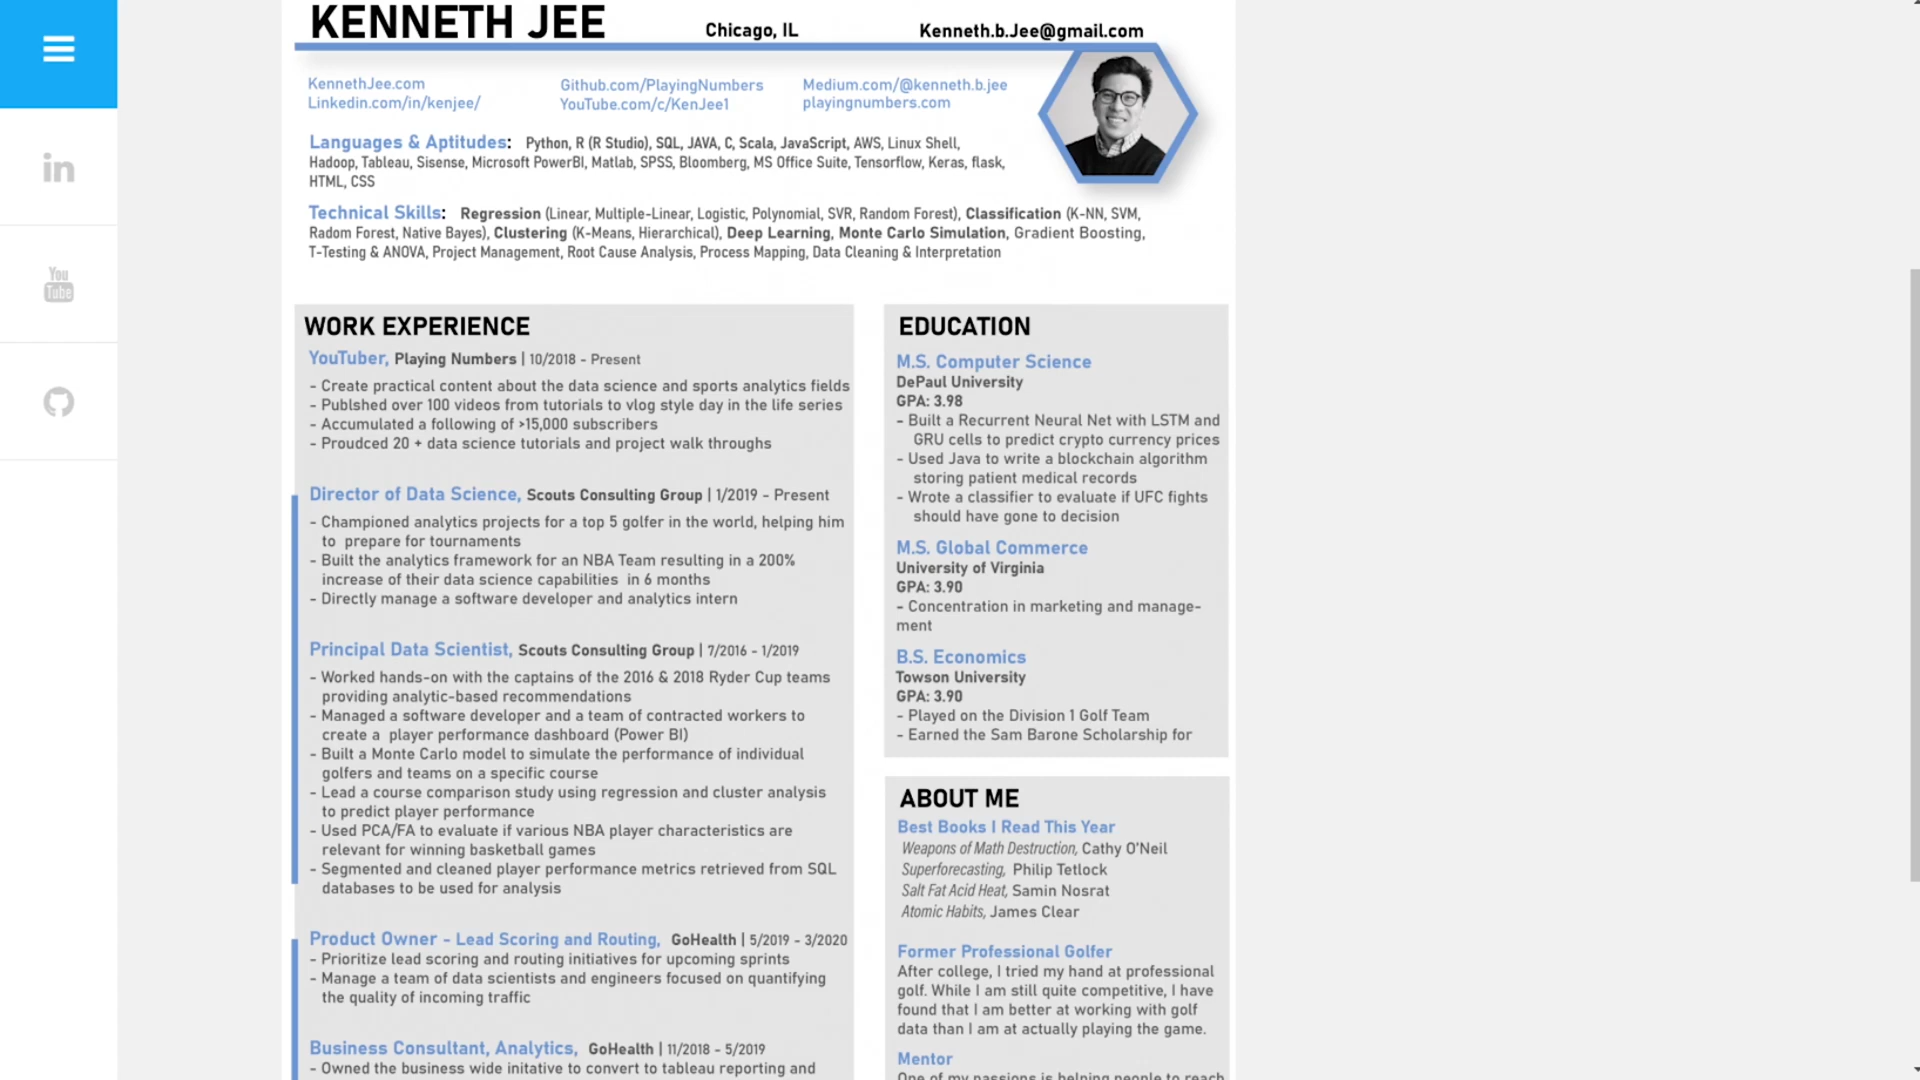 KENNETH JEE
Chicago, IL
Kenneth.b.Jee@gmail.com
KennethJee.com
Linkedin.com/in/kenjee/
Github.com/PlayingNumbers
YouTube.com/c/KenJee1
Medium.com/@kenneth.b.jee
playingnumbers.com
Languages & Aptitudes: Python, R (R Studio), SQL, JAVA, C, Scala, JavaScript, AWS, Linux Shell,
Hadoop, Tableau, Sisense, Microsoft PowerBI, Matlab, SPSS, Bloomberg, MS Office Suite, Tensorflow, Keras, flask,
HTML, CSS
Technical Skills: Regression (Linear, Multiple-Linear, Logistic, Polynomial, SVR, Random Forest), Classification (K-NN, SVM,
Radom Forest, Native Bayes), Clustering (K-Means, Hierarchical), Deep Learning, Monte Carlo Simulation, Gradient Boosting,
T-Testing & ANOVA, Project Management, Root Cause Analysis, Process Mapping, Data Cleaning & Interpretation
WORK EXPERIENCE
YouTuber, Playing Numbers | 10/2018 - Present
- Create practical content about the data science and sports analytics fields
- Publshed over 100 videos from tutorials to vlog style day in the life series
- Accumulated a following of >15,000 subscribers
- Proudced 20 + data science tutorials and project walk throughs
Director of Data Science, Scouts Consulting Group | 1/2019 - Present
- Championed analytics projects for a top 5 golfer in the world, helping him
to prepare for tournaments
- Built the analytics framework for an NBA Team resulting in a 200%
increase of their data science capabilities in 6 months
- Directly manage a software developer and analytics intern
Principal Data Scientist, Scouts Consulting Group | 7/2016 - 1/2019
- Worked hands-on with the captains of the 2016 & 2018 Ryder Cup teams
providing analytic-based recommendations
- Managed a software developer and a team of contracted workers to
create a player performance dashboard (Power BI)
- Built a Monte Carlo model to simulate the performance of individual
golfers and teams on a specific course
- Lead a course comparison study using regression and cluster analysis
to predict player performance
- Used PCA/FA to evaluate if various NBA player characteristics are
relevant for winning basketball games
- Segmented and cleaned player performance metrics retrieved from SQL
databases to be used for analysis
Product Owner - Lead Scoring and Routing, GoHealth | 5/2019 - 3/2020
- Prioritize lead scoring and routing initiatives for upcoming sprints
- Manage a team of data scientists and engineers focused on quantifying
the quality of incoming traffic
Business Consultant, Analytics, GoHealth | 11/2018 - 5/2019
- Owned the business wide initative to convert to tableau reporting and
EDUCATION
M.S. Computer Science
DePaul University
GPA: 3.98
- Built a Recurrent Neural Net with LSTM and
GRU cells to predict crypto currency prices
- Used Java to write a blockchain algorithm
storing patient medical records
- Wrote a classifier to evaluate if UFC fights
should have gone to decision
M.S. Global Commerce
University of Virginia
GPA: 3.90
- Concentration in marketing and manage-
ment
B.S. Economics
Towson University
GPA: 3.90
- Played on the Division 1 Golf Team
- Earned the Sam Barone Scholarship for
ABOUT ME
Best Books I Read This Year
Weapons of Math Destruction, Cathy O'Neil
Superforecasting, Philip Tetlock
Salt Fat Acid Heat, Samin Nosrat
Atomic Habits, James Clear
Former Professional Golfer
After college, I tried my hand at professional
golf. While I am still quite competitive, I have
found that I am better at working with golf
data than I am at actually playing the game.
Mentor
One of my passions is helping people to reach
in
You
Tube